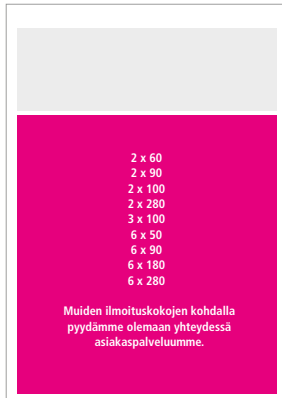 2 x 60
2 x 90
2 x 100
2 x 280
3 x 100
6 x 50
6 x 90
6 x 180
6 x 280
Muiden ilmoituskokojen kohdalla
pyydämme olemaan yhteydessä
asiakaspalveluumme.